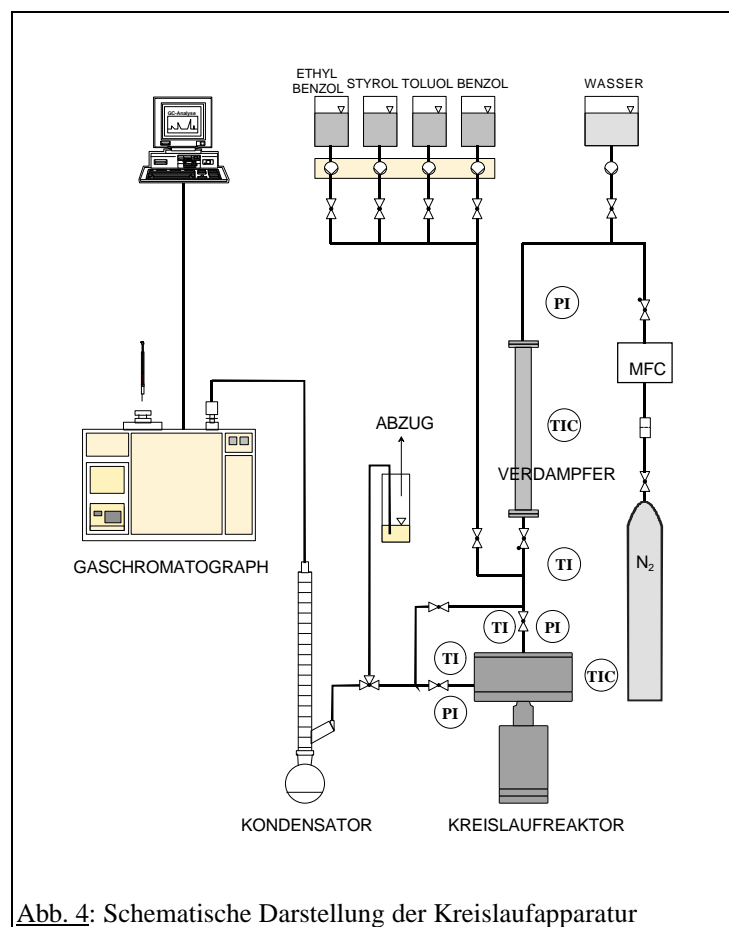 ETHYL
BENZOL
STYROL
TOLUOL
BENZOL
WASSER
GC-Analyse
PI
MFC
TIC
ABZUG
VERDAMPFER
GASCHROMATOGRAPH
TI
N2
TI
PI
TI
TIC
PI
KONDENSATOR
KREISLAUFREAKTOR
Abb. 4: Schematische Darstellung der Kreislaufapparatur